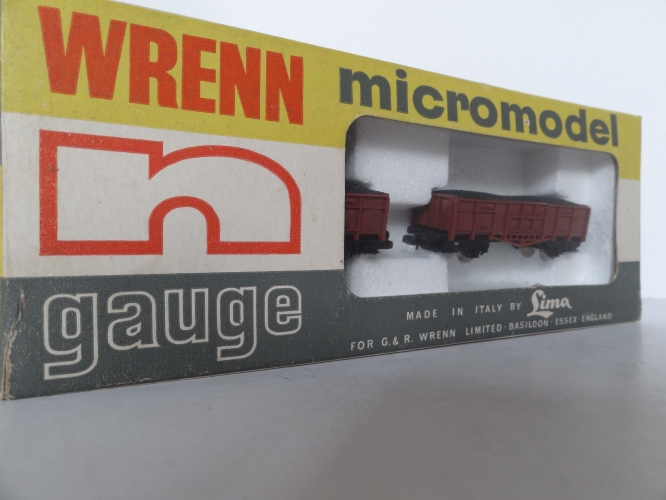 WRENN
micromodel
n
gauge
MADE IN ITALY BY Lima
FOR G.& R. WRENN LIMITED · BASILDON · ESSEX · ENGLAND